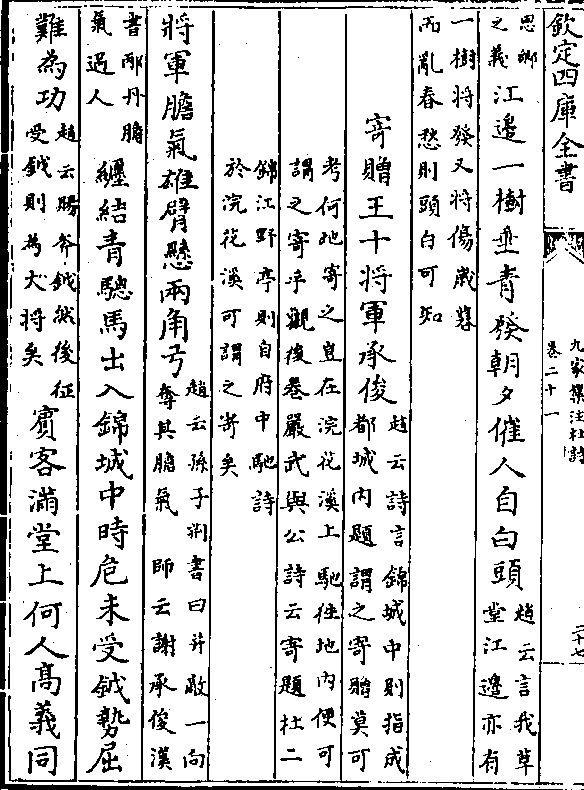 欽定四庫全書
九家集注杜詩
卷二十一
二十七
思鄉
之義
江邊一樹垂青發朝夕催人自白頭
趙云言我草
堂江邊亦有
一樹將發又將傷歲暮
而亂春愁則頭白可知
寄贈王十將軍承俊
趙云詩言錦城中則指成
都城内題謂之寄贈莫可
考何地寄之豈在浣花溪上馳徃地内便可
謂之寄乎觀後卷嚴武與公詩云寄題杜二
錦江野亭則自府中馳詩
於浣花溪可謂之寄矣
將軍膽氣雄臂懸兩角弓
趙云孫子荆書曰并敵一向
奪其膽氣 師云謝承俊漢
書邴丹膽
氣過人
纏結青驄馬出入錦城中時危未受鉞勢屈
難為功
趙云賜斧鉞然後征
受鉞則為大將矣
賓客滿堂上何人高義同